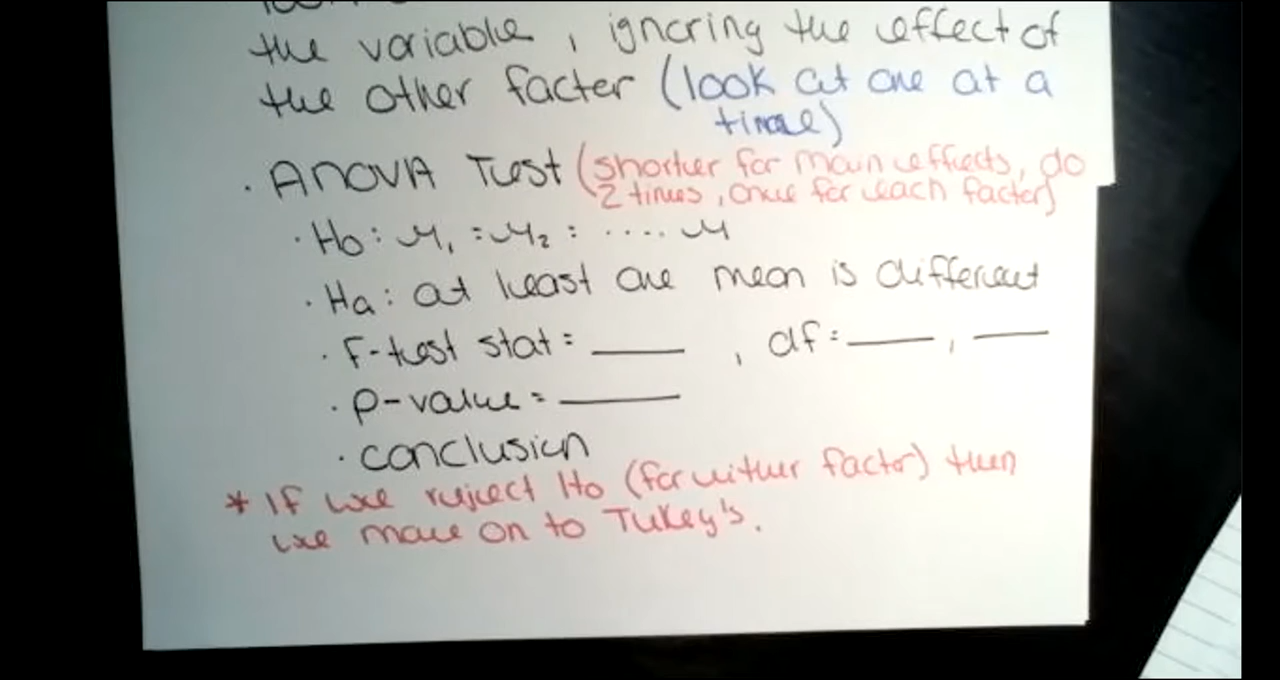 the variable, ignoring the effect of
the other factor (look at one at a
time)
· ANOVA Test (shorter for main effects, do
2 times, once for each factor)
· Ho: μ₁ = μ₂ = .... μ
· Ha: at least one mean is different
· F-test stat = ____ , df = ____, ____
· p-value = ____
· conclusion
* If we reject Ho (for either factor) then
we move on to Tukey's.